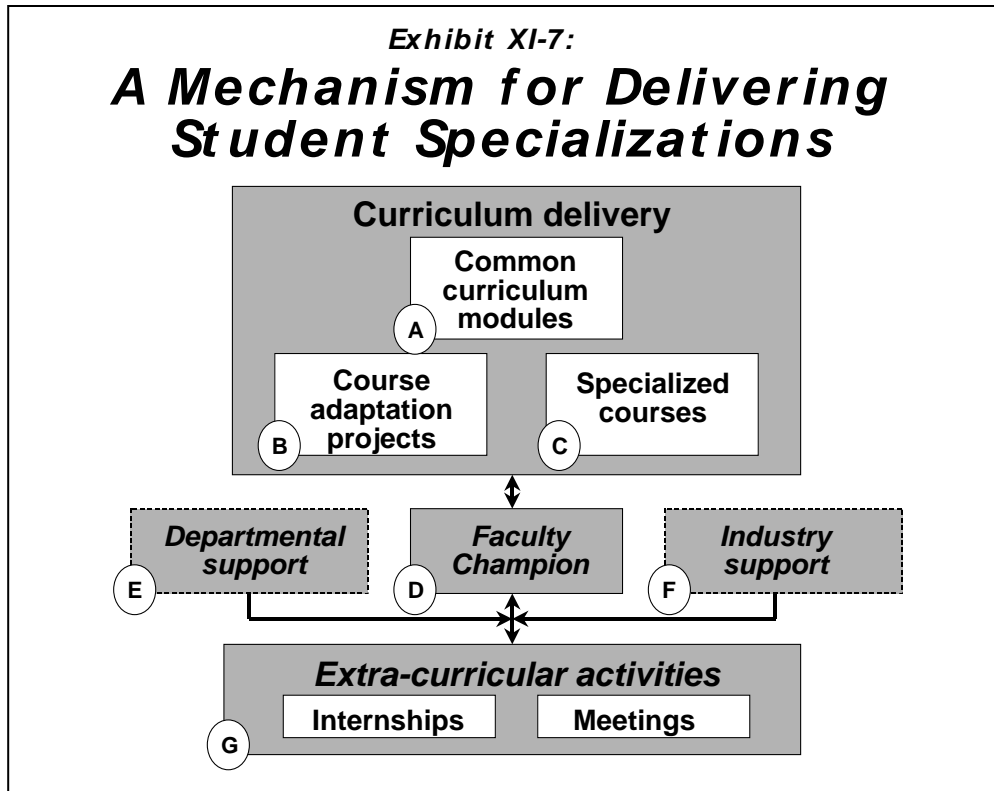 Exhibit XI-7:
A Mechanism for Delivering
Student Specializations
Curriculum delivery
Common
curriculum
modules
A
Course
adaptation
projects
B
Specialized
courses
C
Departmental
support
E
Faculty
Champion
D
Industry
support
F
Extra-curricular activities
Internships
Meetings
G